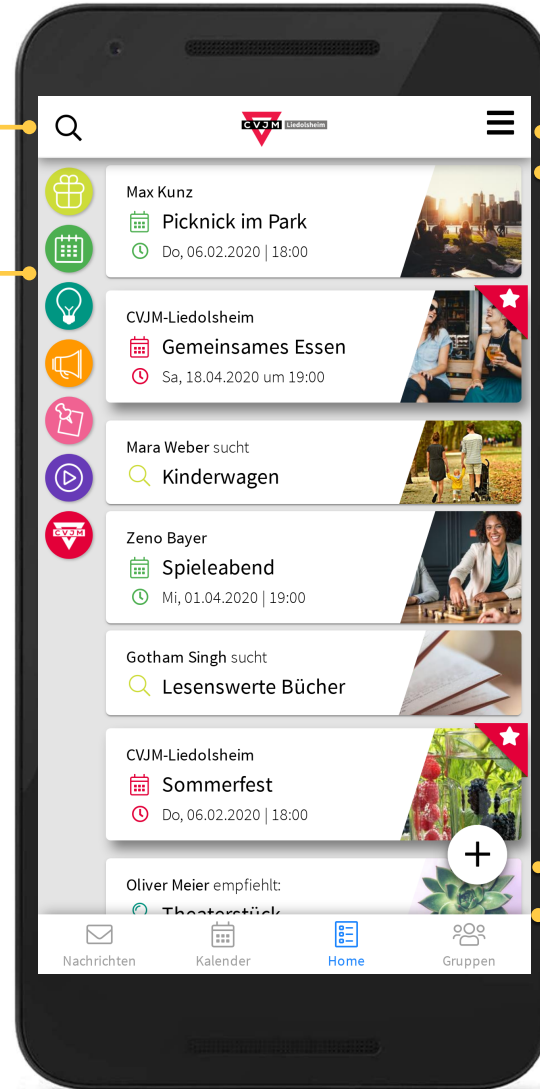 CVJM Liedolsheim
Max Kunz
Picknick im Park
Do, 06.02.2020 | 18:00
CVJM-Liedolsheim
Gemeinsames Essen
Sa, 18.04.2020 um 19:00
Mara Weber sucht
Kinderwagen
CVJM
Zeno Bayer
Spieleabend
Mi, 01.04.2020 | 19:00
Gotham Singh sucht
Lesenswerte Bücher
CVJM-Liedolsheim
Sommerfest
Do, 06.02.2020 | 18:00
Oliver Meier empfiehlt:
Theaterstück
Nachrichten
Kalender
Home
Gruppen